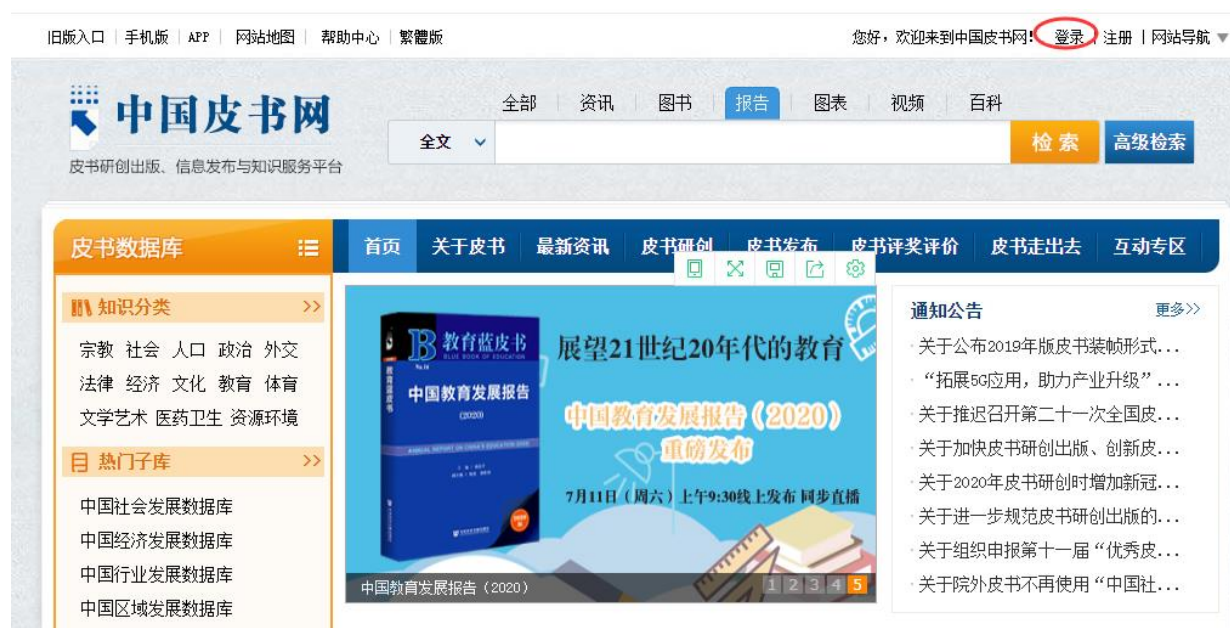 旧版入口 | 手机版 | APP | 网站地图 | 帮助中心 | 繁體版
您好，欢迎来到中国皮书网! 登录 | 注册 | 网站导航 ▼
中国皮书网
皮书研创出版、信息发布与知识服务平台
全部 | 资讯 | 图书 | 报告 | 图表 | 视频 | 百科
全文 检索 高级检索
皮书数据库
首页 关于皮书 最新资讯 皮书研创 皮书发布 皮书评奖评价 皮书走出去 互动专区
知识分类 >>
宗教 社会 人口 政治 外交
法律 经济 文化 教育 体育
文学艺术 医药卫生 资源环境
热门子库 >>
中国社会发展数据库
中国经济发展数据库
中国行业发展数据库
中国区域发展数据库
B 教育蓝皮书
BLUE BOOK OF EDUCATION
教育蓝皮书
中国教育发展报告
(2020)
ANNUAL REPORT ON CHINA'S EDUCATION (2020)
展望21世纪20年代的教育
中国教育发展报告（2020）
重磅发布
7月11日（周六）上午9:30线上发布 同步直播
中国教育发展报告（2020）
1 2 3 4 5
通知公告 更多>>
·关于公布2019年版皮书装帧形式...
·“拓展5G应用，助力产业升级”...
·关于推迟召开第二十一次全国皮...
·关于加快皮书研创出版、创新皮...
·关于2020年皮书研创时增加新冠...
·关于进一步规范皮书研创出版的...
·关于组织申报第十一届“优秀皮...
·关于院外皮书不再使用“中国社...